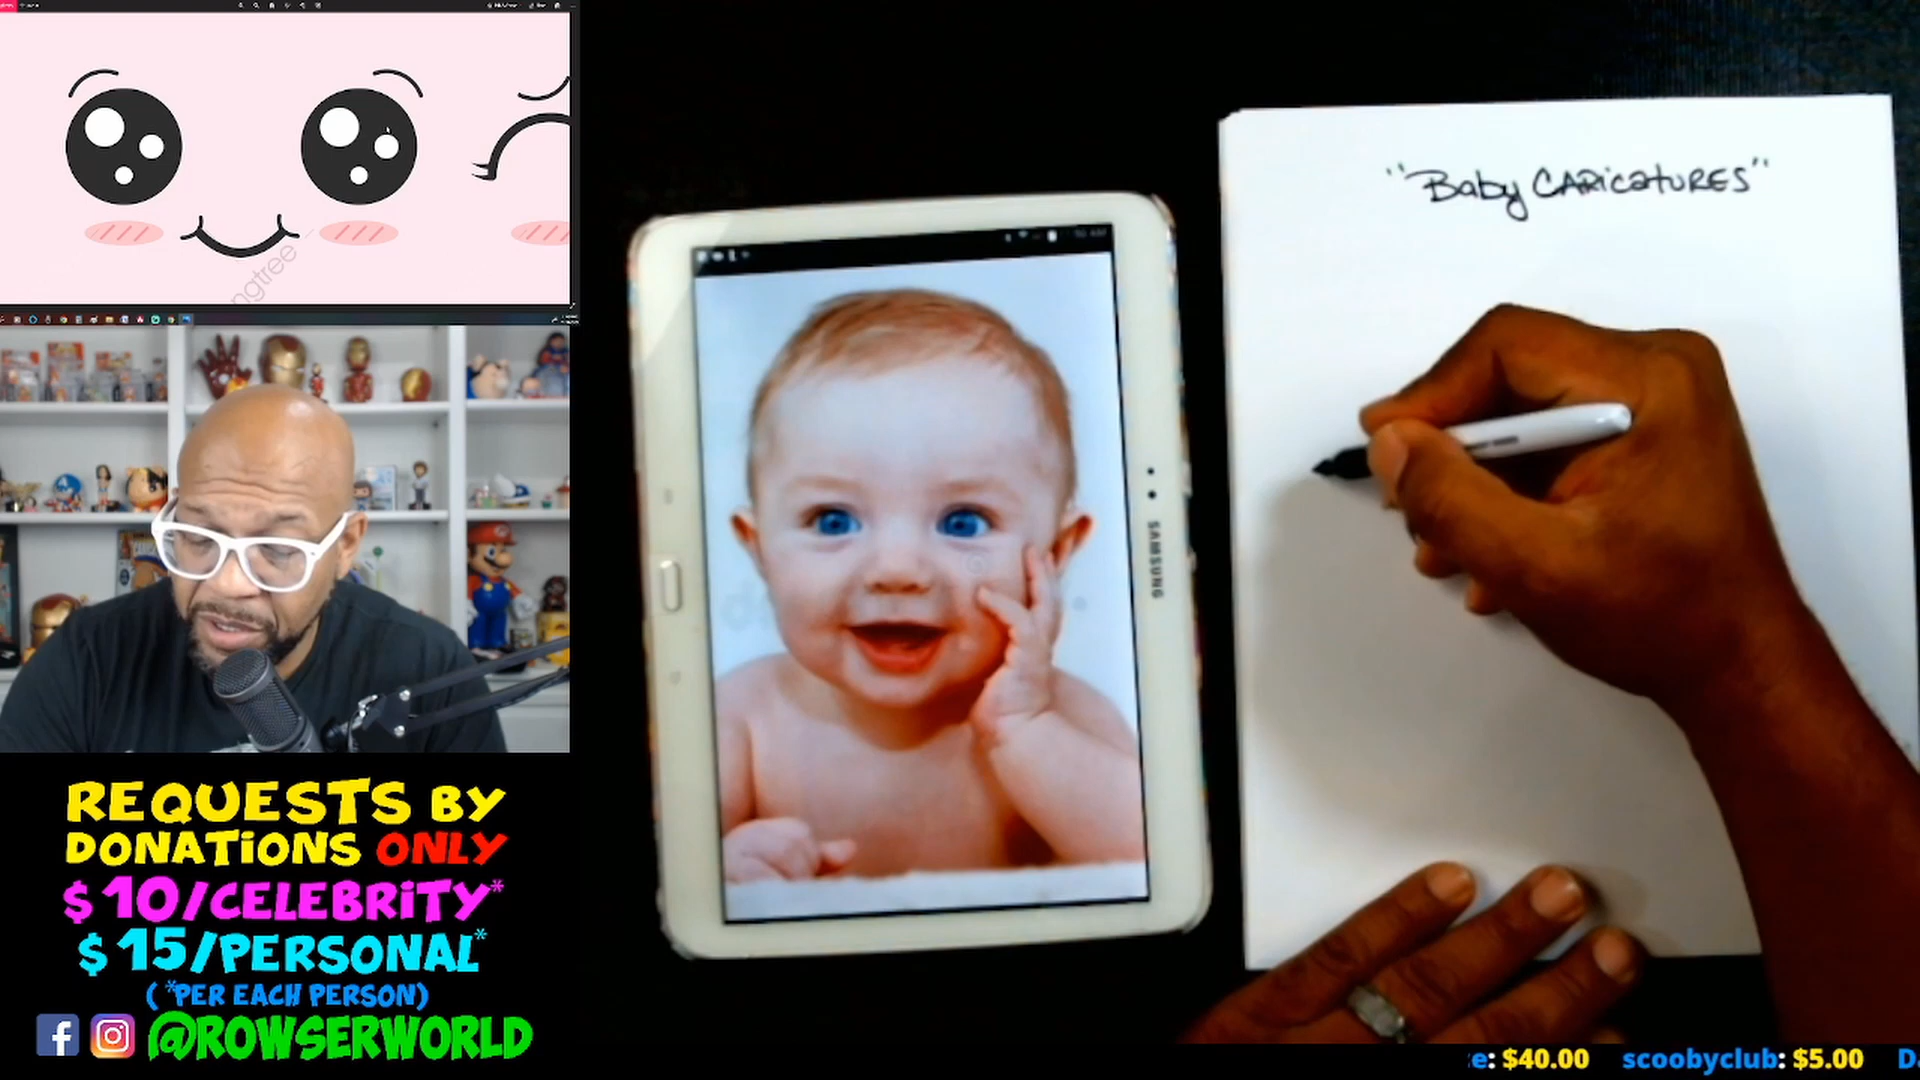 ngtree
"Baby CARicatURES"
SAMSUNG
REQUESTS BY
DONATiONS ONLY
$10/CELEBRiTY*
$15/PERSONAL*
(*PER EACH PERSON)
@ROWSERWORLD
e: $40.00 scoobyclub: $5.00 D